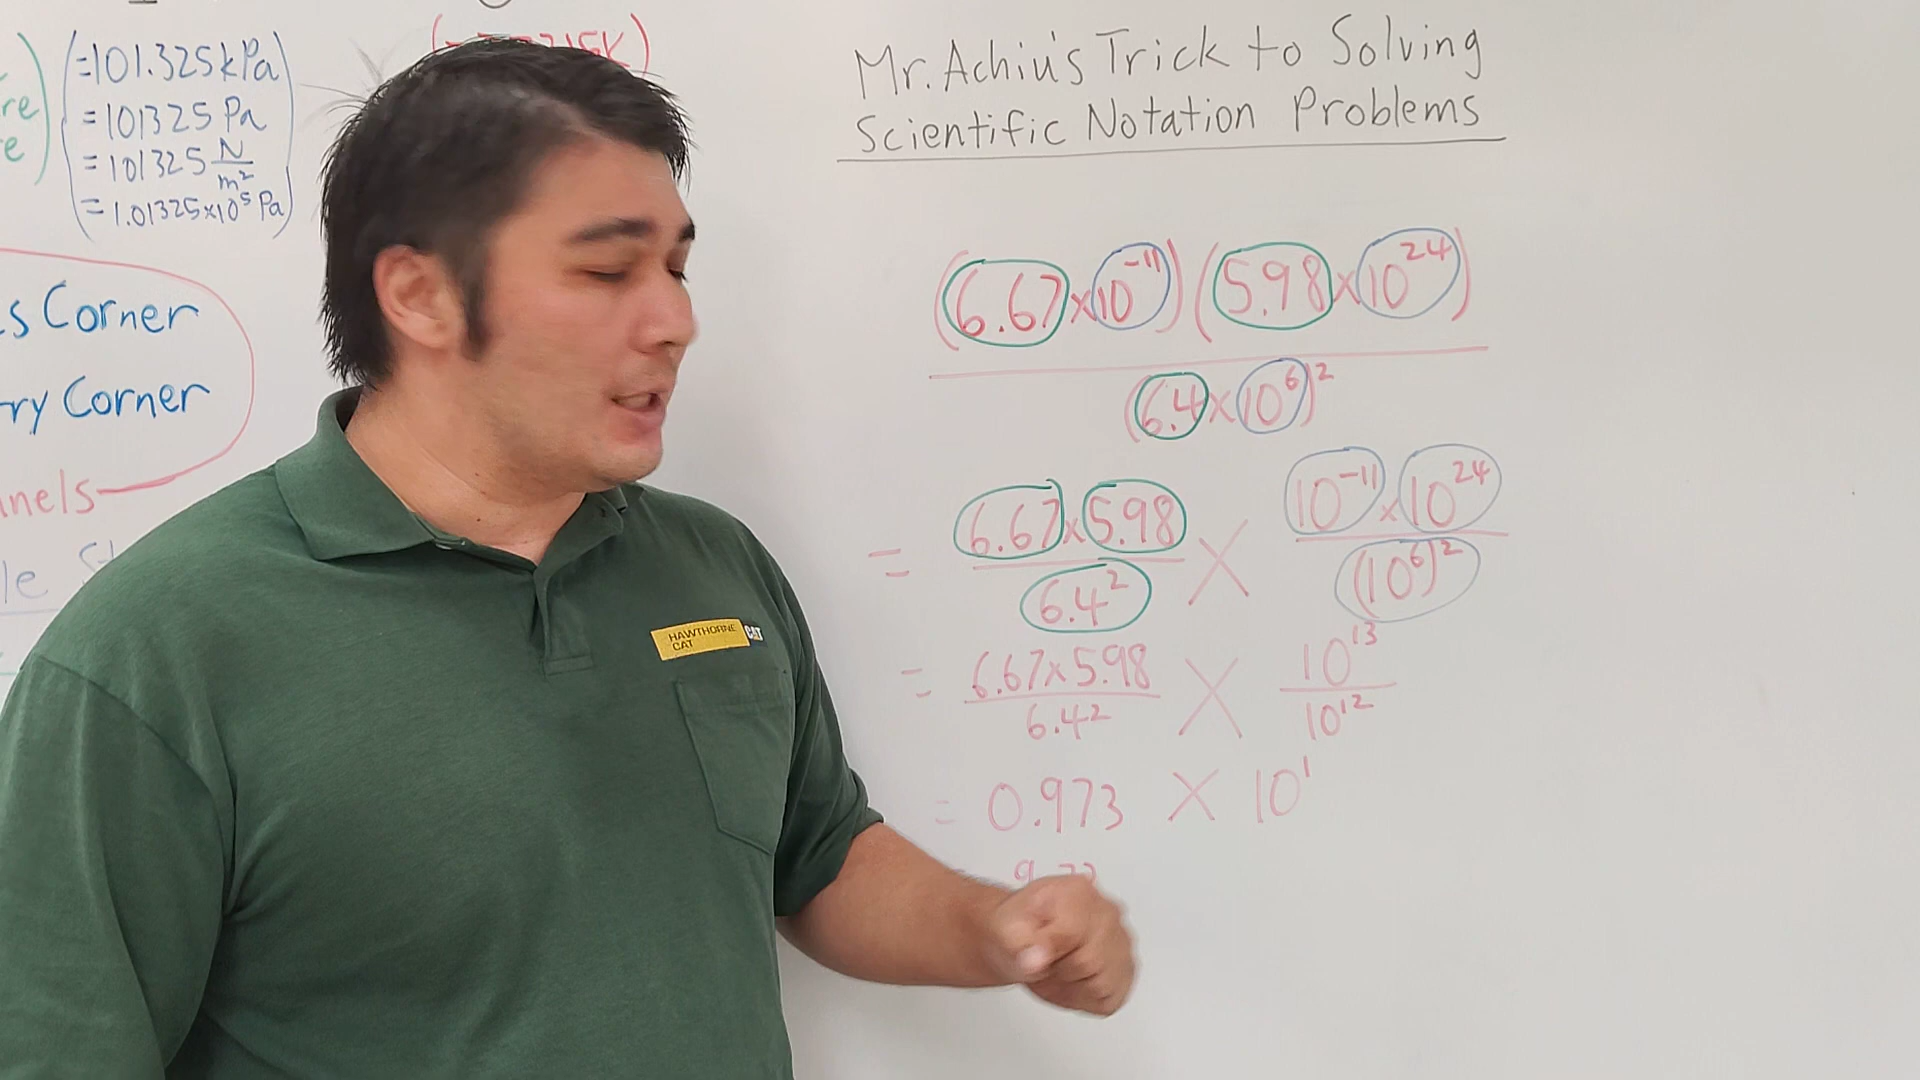 =101.325kPa
=101325 Pa
=101325 N/m²
=1.01325×10⁵ Pa
re
e
s Corner
ry Corner
nels
le
HAWTHORNE
CAT
CAT
Mr. Achiu's Trick to Solving
Scientific Notation Problems
(6.67×10⁻¹¹)(5.98×10²⁴)
(6.4×10⁶)²
= 6.67×5.98 × 10⁻¹¹×10²⁴
6.4² (10⁶)²
= 6.67×5.98 × 10¹³
6.4² 10¹²
= 0.973 × 10¹